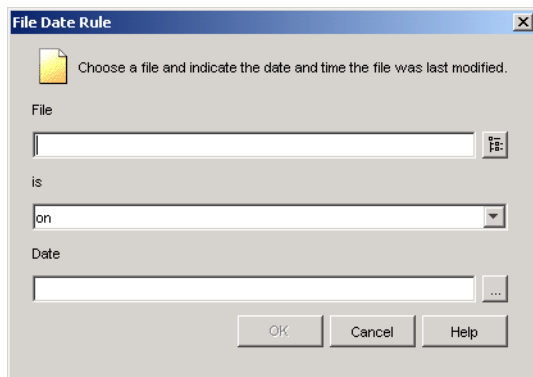 File Date Rule
Choose a file and indicate the date and time the file was last modified.
File
is
on
Date
...
OK
Cancel
Help